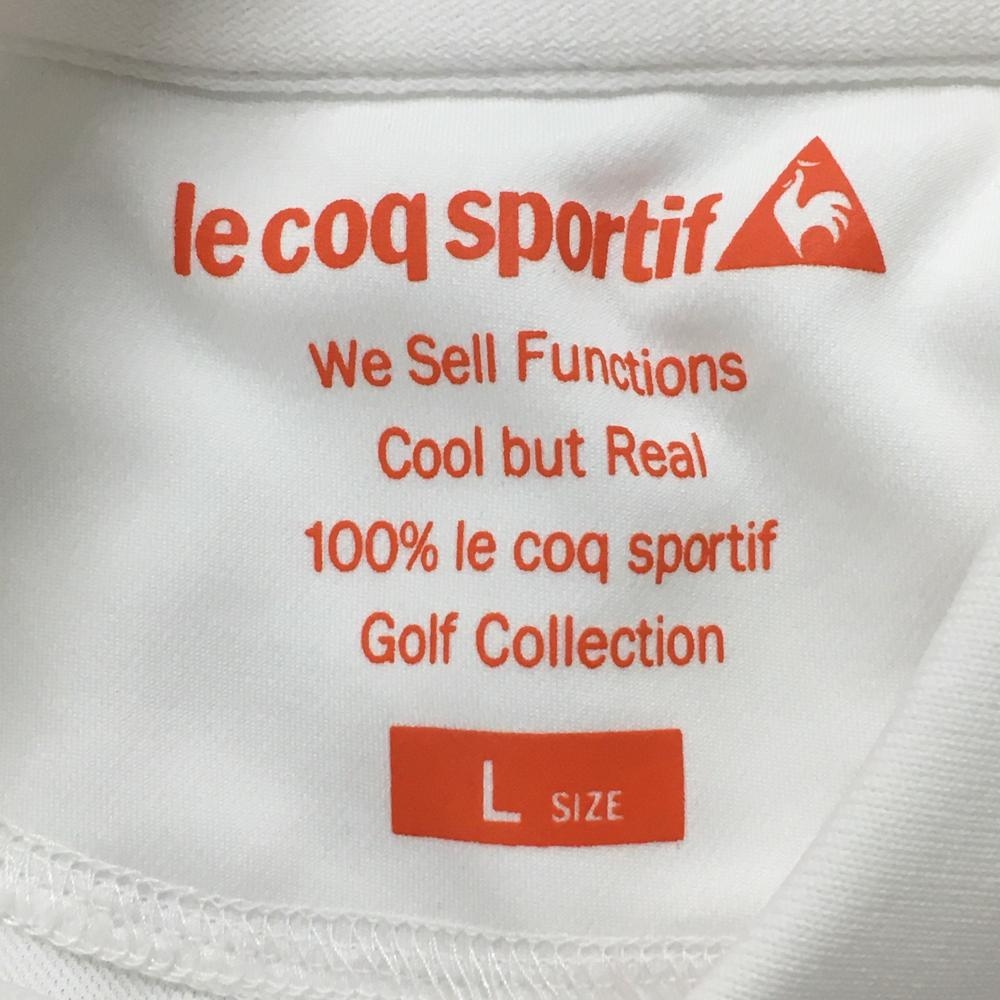 le coq sportif
We Sell Functions
Cool but Real
100% le coq sportif
Golf Collection
L SIZE